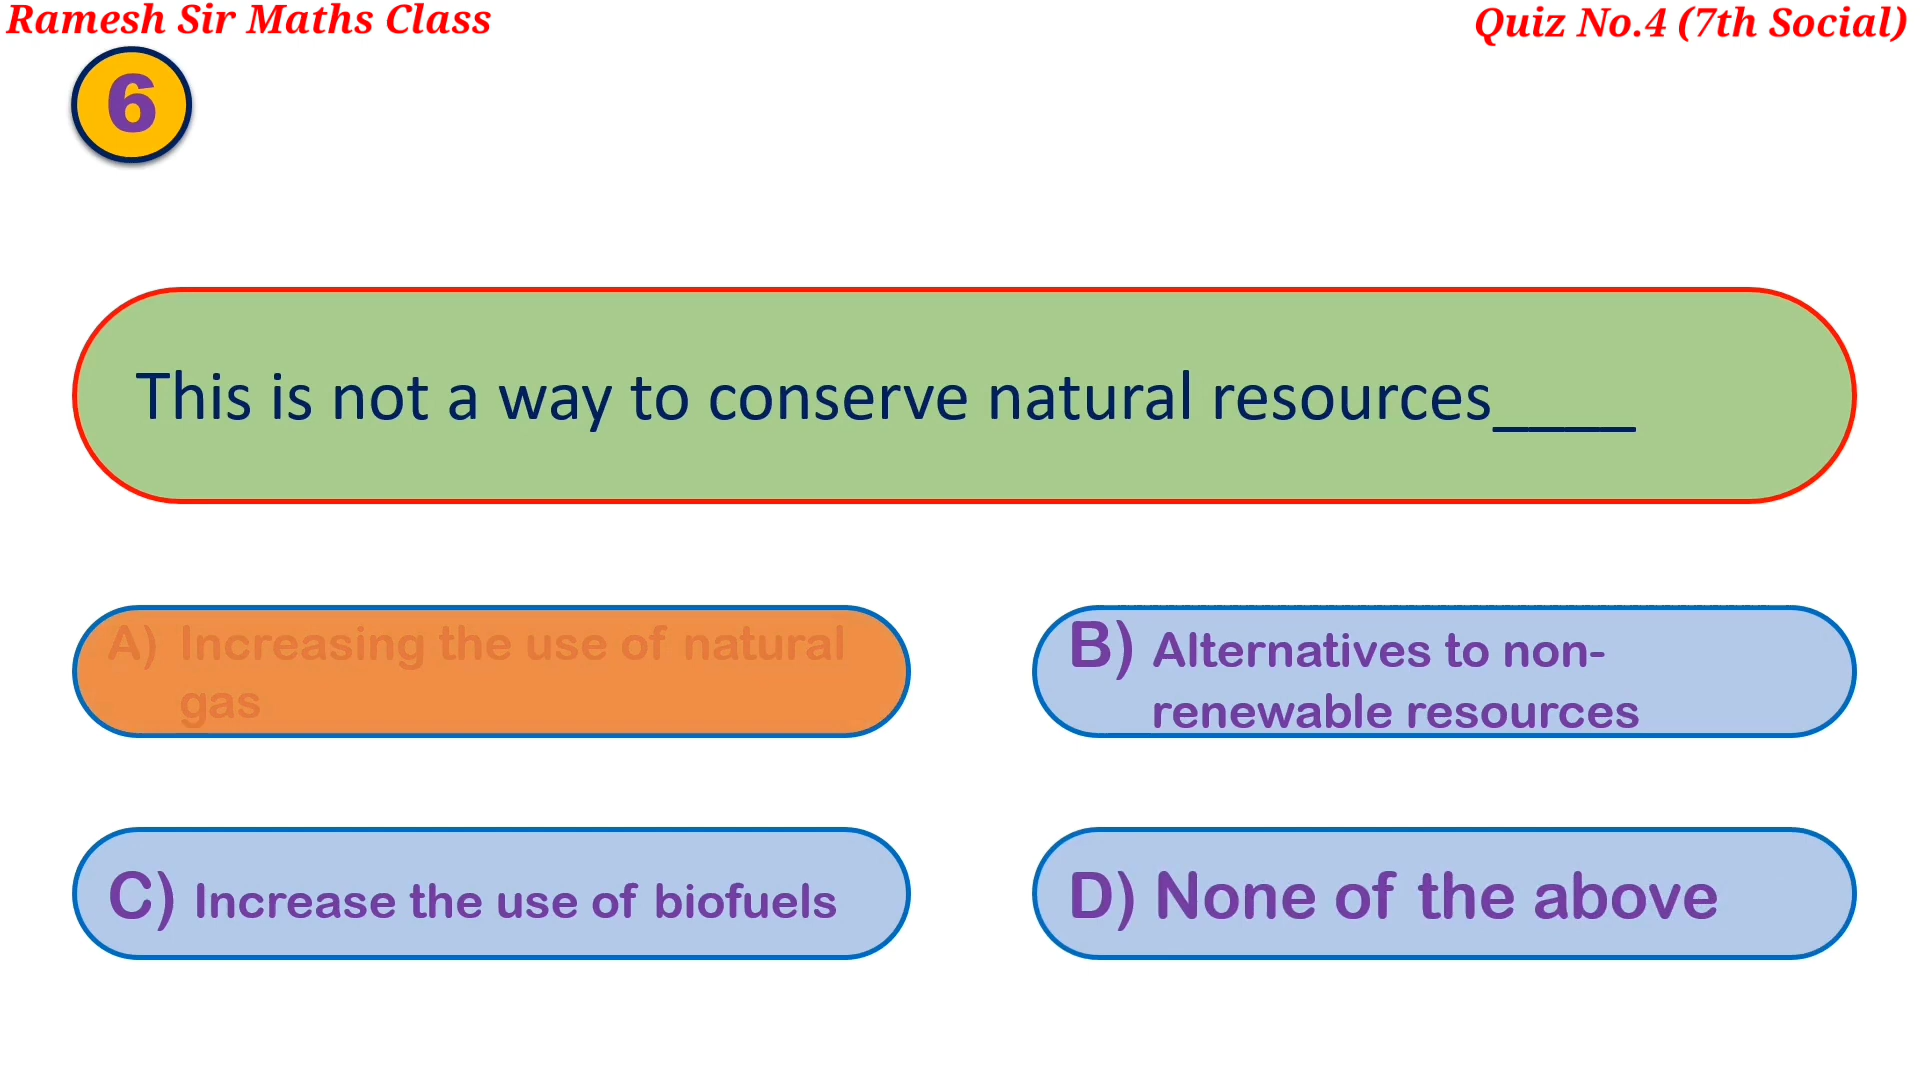 Ramesh Sir Maths Class
Quiz No.4 (7th Social)
6
This is not a way to conserve natural resources____
A) Increasing the use of natural
gas
B) Alternatives to non-
renewable resources
C) Increase the use of biofuels
D) None of the above